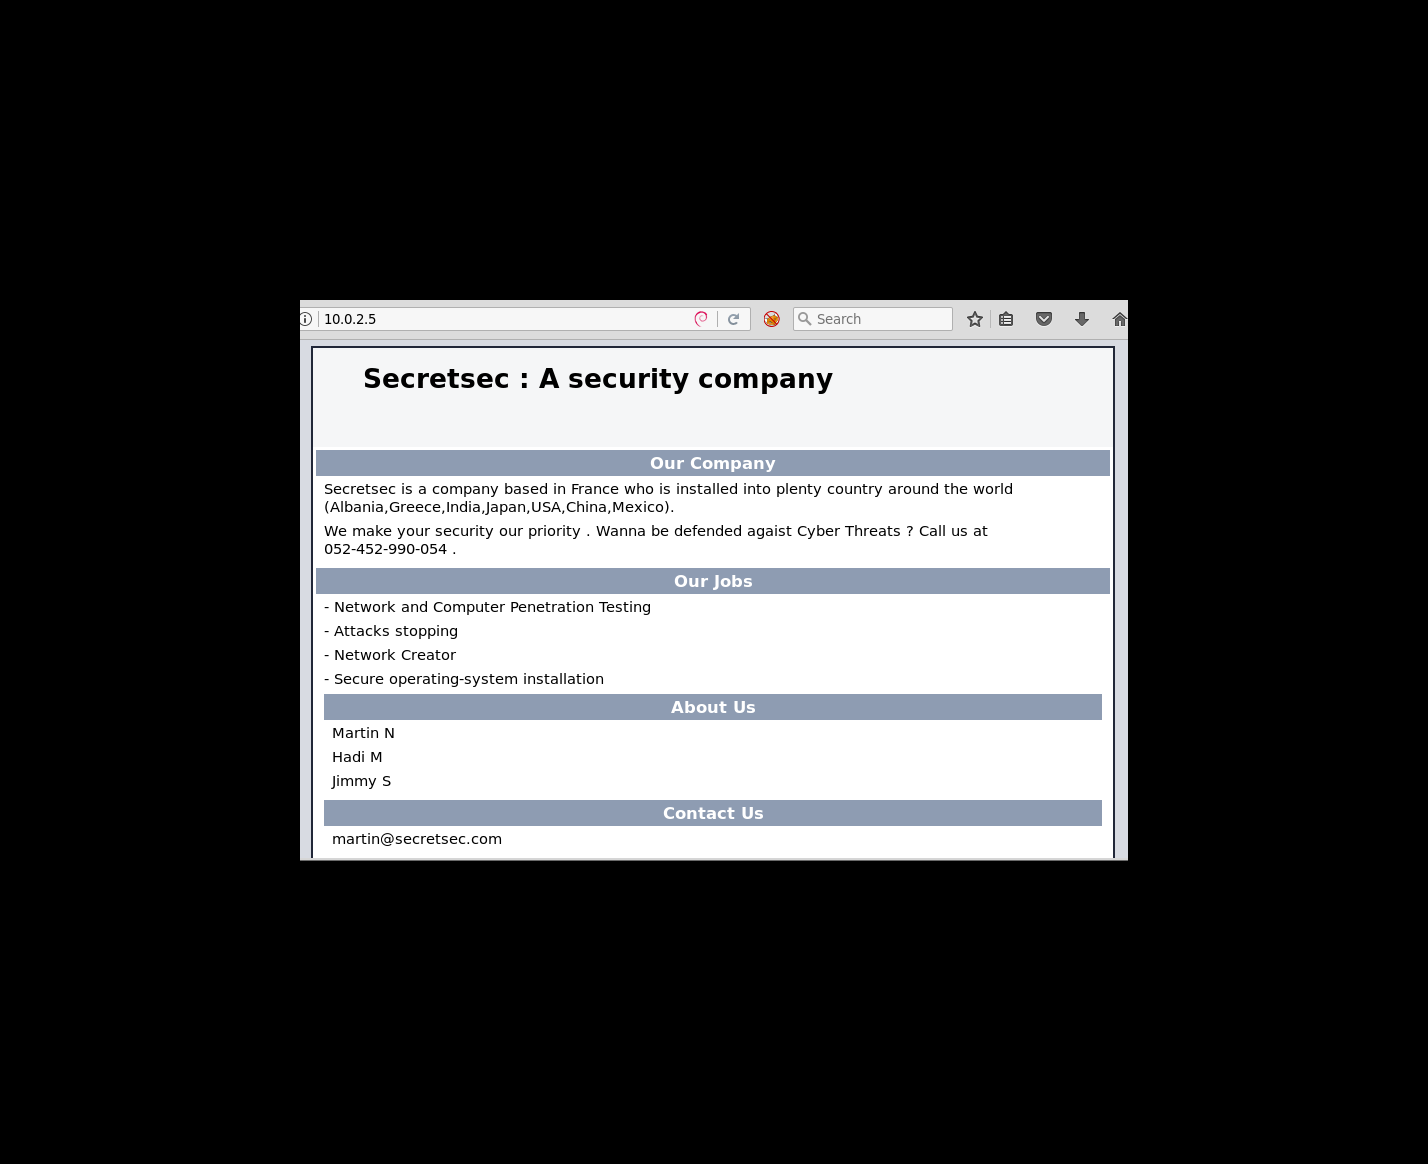 10.0.2.5
Search
Secretsec : A security company
Our Company
Secretsec is a company based in France who is installed into plenty country around the world
(Albania,Greece,India,Japan,USA,China,Mexico).
We make your security our priority . Wanna be defended agaist Cyber Threats ? Call us at
052-452-990-054 .
Our Jobs
- Network and Computer Penetration Testing
- Attacks stopping
- Network Creator
- Secure operating-system installation
About Us
Martin N
Hadi M
Jimmy S
Contact Us
martin@secretsec.com